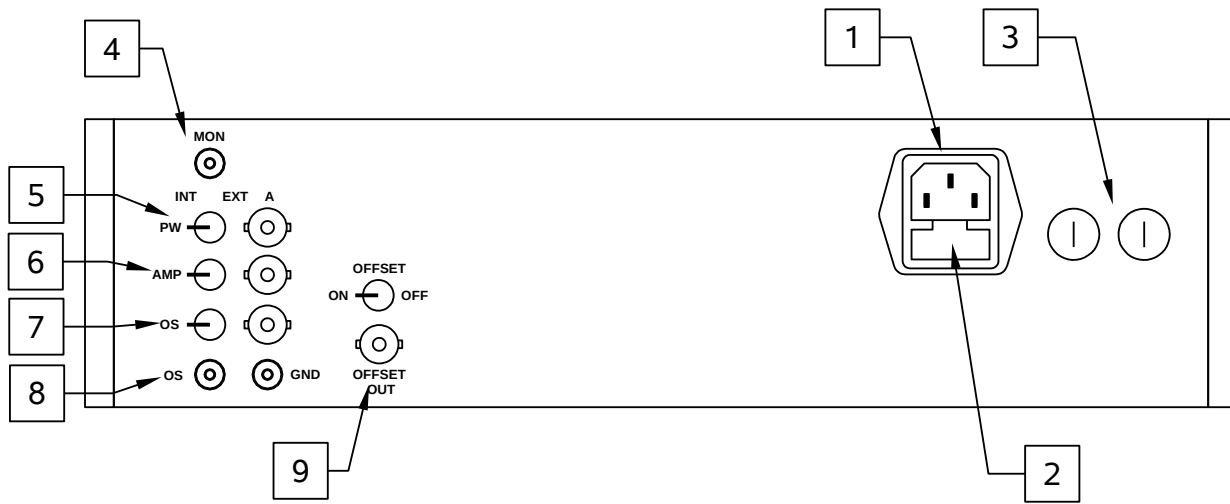 4
1
3
MON
5
INT EXT A
PW
6
AMP
OFFSET
ON OFF
7
OS
8
OS GND
OFFSET
OUT
9
2